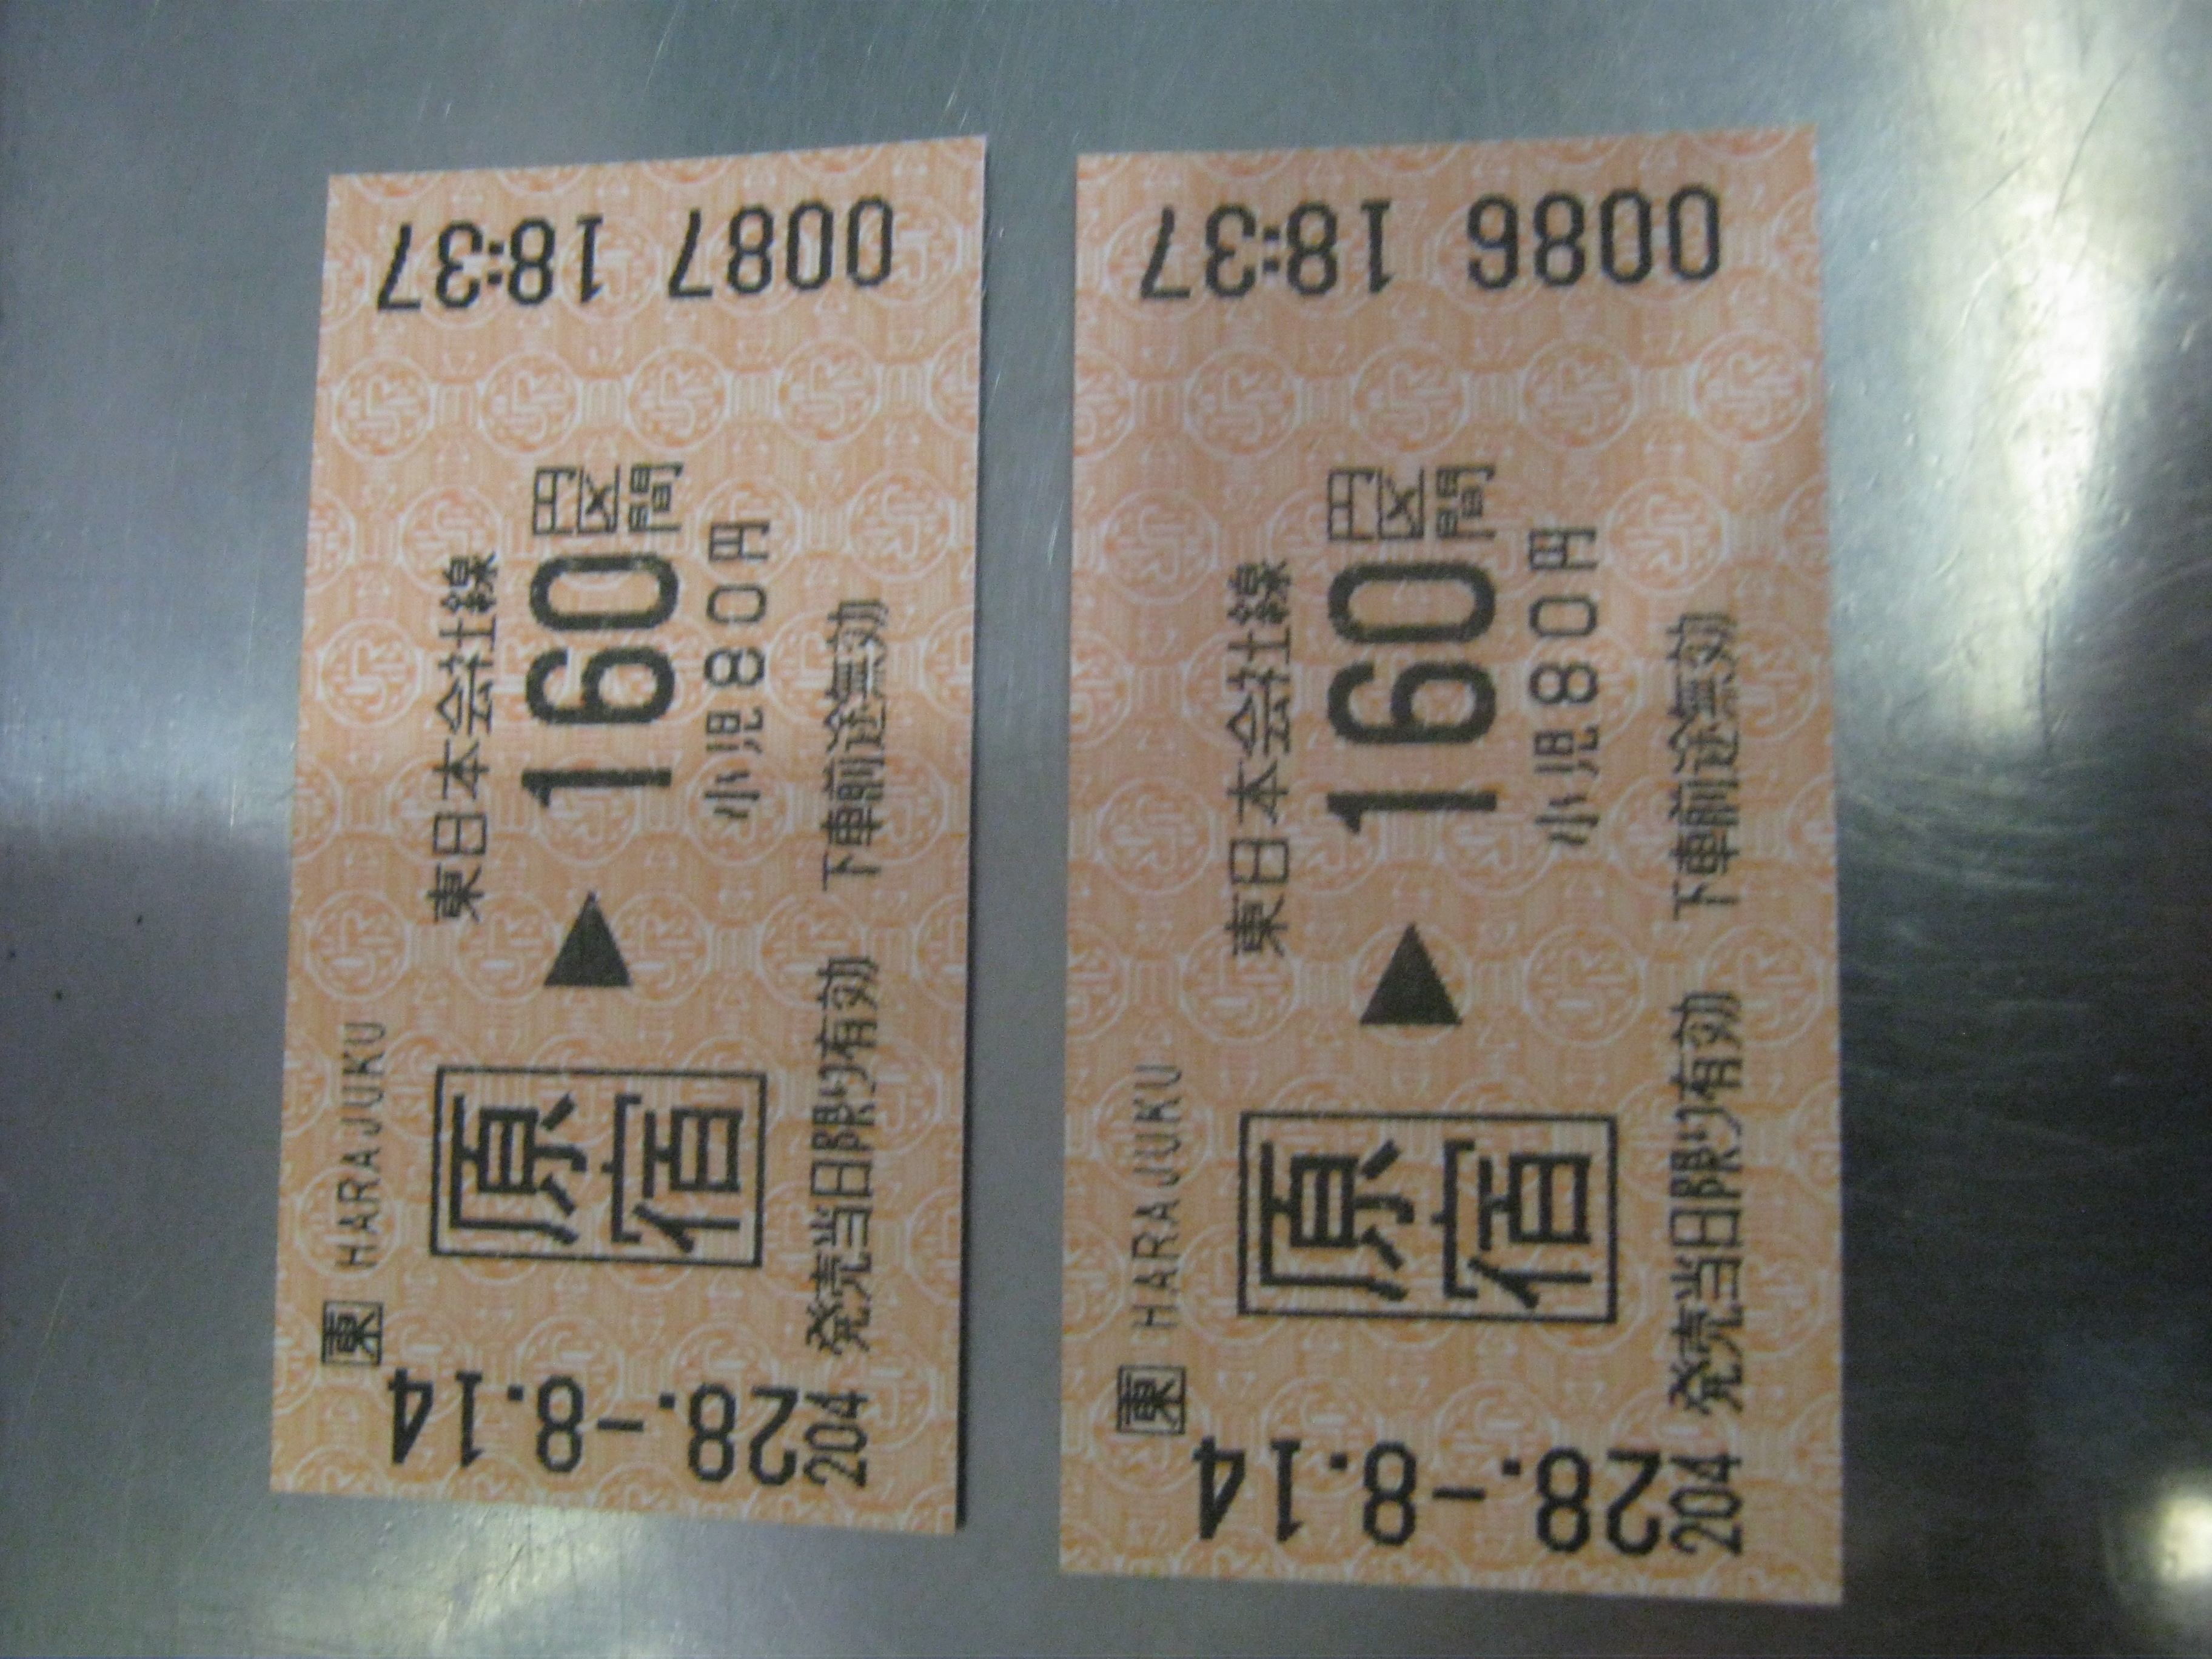 東 HARAJUKU
東日本会社線
原宿 ▶ 160円区間
小児80円
発売当日限り有効 下車前途無効
204
28.-8.14
0087 18:37
東 HARAJUKU
東日本会社線
原宿 ▶ 160円区間
小児80円
発売当日限り有効 下車前途無効
204
28.-8.14
0086 18:37